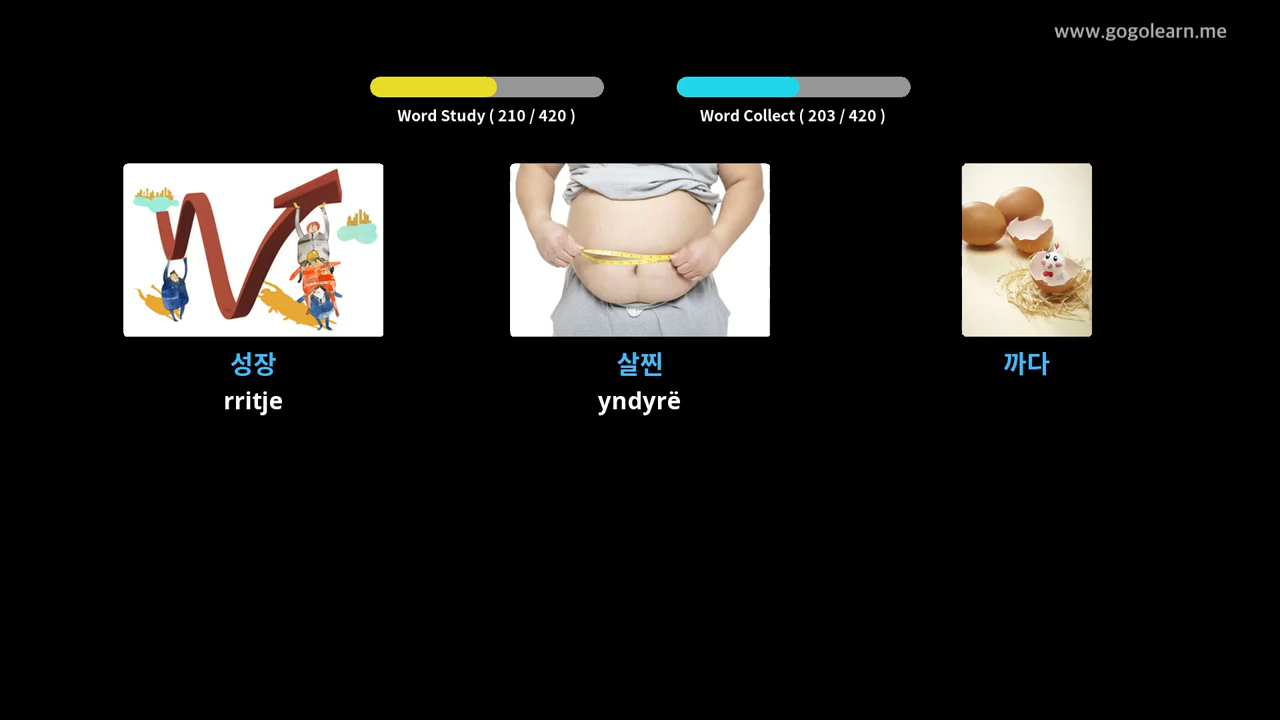 www.gogolearn.me
Word Study ( 210 / 420 )
Word Collect ( 203 / 420 )
성장
rritje
살찐
yndyrë
까다